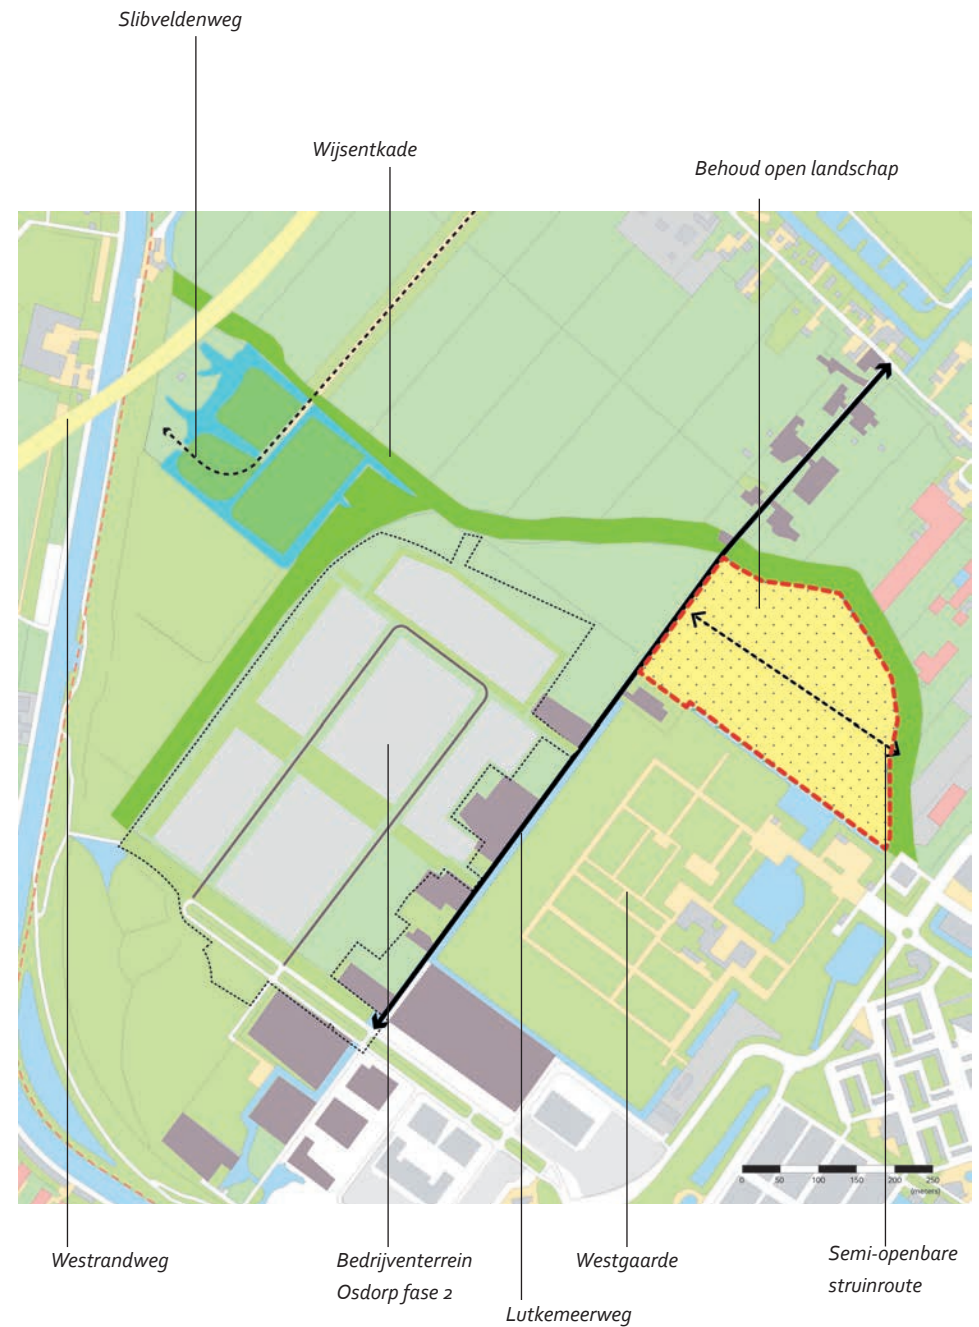 Slibveldenweg
Wijsentkade
Behoud open landschap
0 50 100 150 200 250
(meters)
Westrandweg
Bedrijventerrein
Osdorp fase 2
Lutkemeerweg
Westgaarde
Semi-openbare
struinroute